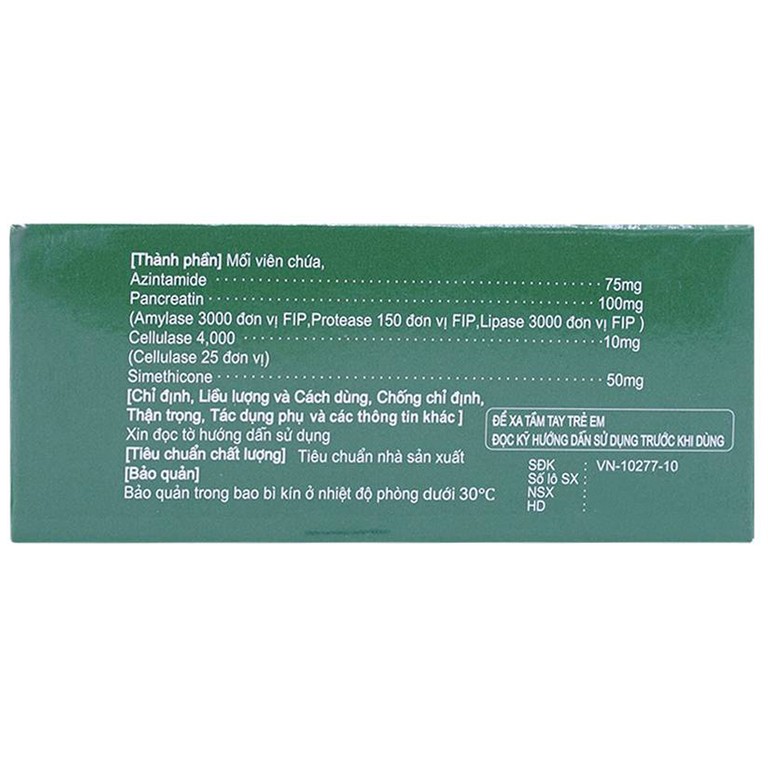 [Thành phần] Mỗi viên chứa,
Azintamide ........................................ 75mg
Pancreatin ........................................ 100mg
(Amylase 3000 đơn vị FIP,Protease 150 đơn vị FIP,Lipase 3000 đơn vị FIP )
Cellulase 4,000 ........................................ 10mg
(Cellulase 25 đơn vị)
Simethicone ........................................ 50mg
[Chỉ định, Liều lượng và Cách dùng, Chống chỉ định,
Thận trọng, Tác dụng phụ và các thông tin khác ]
Xin đọc tờ hướng dẫn sử dụng
[Tiêu chuẩn chất lượng] Tiêu chuẩn nhà sản xuất
[Bảo quản]
Bảo quản trong bao bì kín ở nhiệt độ phòng dưới 30℃
ĐỂ XA TẦM TAY TRẺ EM
ĐỌC KỸ HƯỚNG DẪN SỬ DỤNG TRƯỚC KHI DÙNG
SĐK : VN-10277-10
Số lô SX :
NSX :
HD :